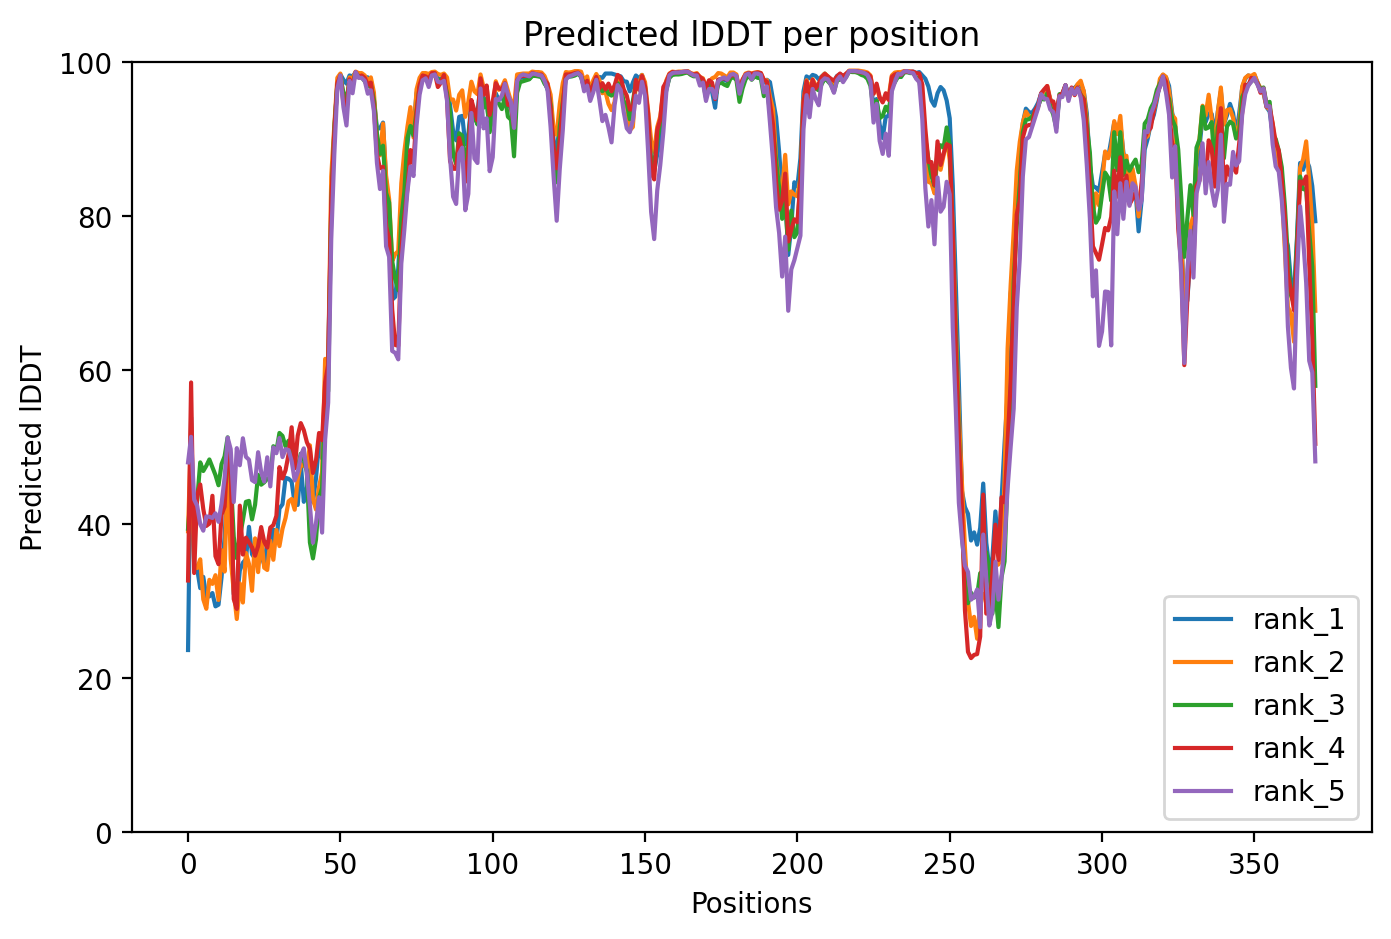 Predicted lDDT per position
100
80
60
40
20
0
Predicted lDDT
0 50 100 150 200 250 300 350
Positions
rank_1
rank_2
rank_3
rank_4
rank_5